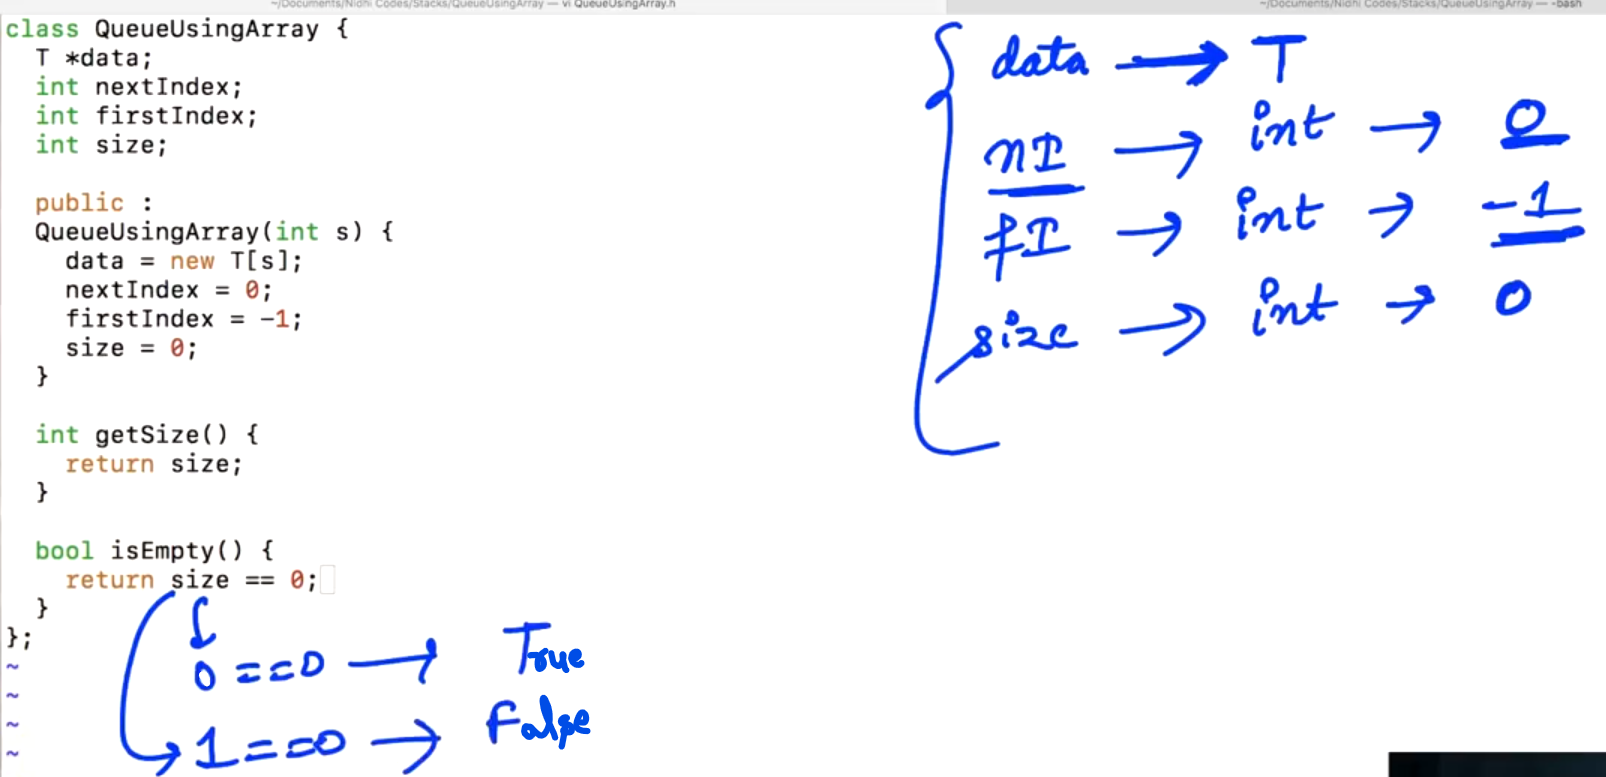 ~/Documents/Nidhi Codes/Stacks/QueueUsingArray — vi QueueUsingArray.h
~/Documents/Nidhi Codes/Stacks/QueueUsingArray — -bash
class QueueUsingArray {
T *data;
int nextIndex;
int firstIndex;
int size;
public :
QueueUsingArray(int s) {
data = new T[s];
nextIndex = 0;
firstIndex = -1;
size = 0;
}
int getSize() {
return size;
}
bool isEmpty() {
return size == 0;
}
};
~
~
~
~
data → T
nI → int → 0
fI → int → -1
size → int → 0
0 == 0 → True
1 == 0 → False